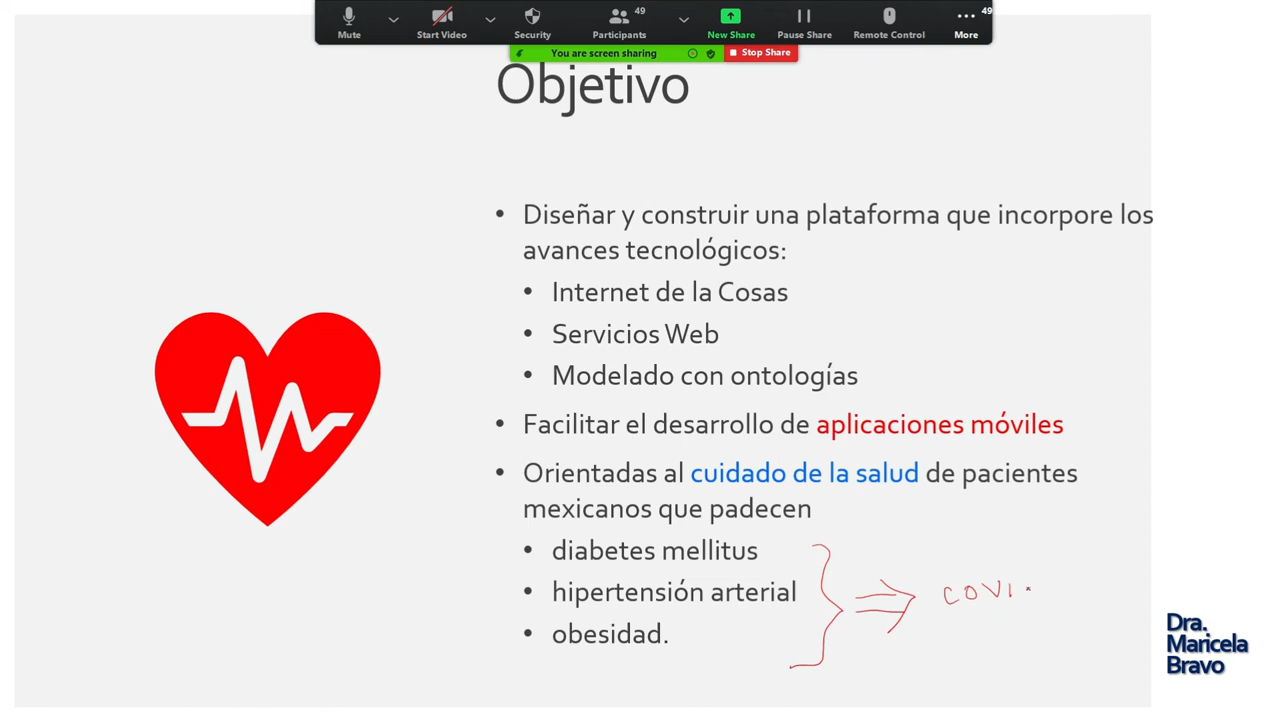 49
49
Mute
Start Video
Security
Participants
New Share
Pause Share
Remote Control
More
You are screen sharing
Stop Share
Objetivo
• Diseñar y construir una plataforma que incorpore los
avances tecnológicos:
• Internet de la Cosas
• Servicios Web
• Modelado con ontologías
• Facilitar el desarrollo de aplicaciones móviles
• Orientadas al cuidado de la salud de pacientes
mexicanos que padecen
• diabetes mellitus
• hipertensión arterial
• obesidad.
COVI
Dra.
Maricela
Bravo